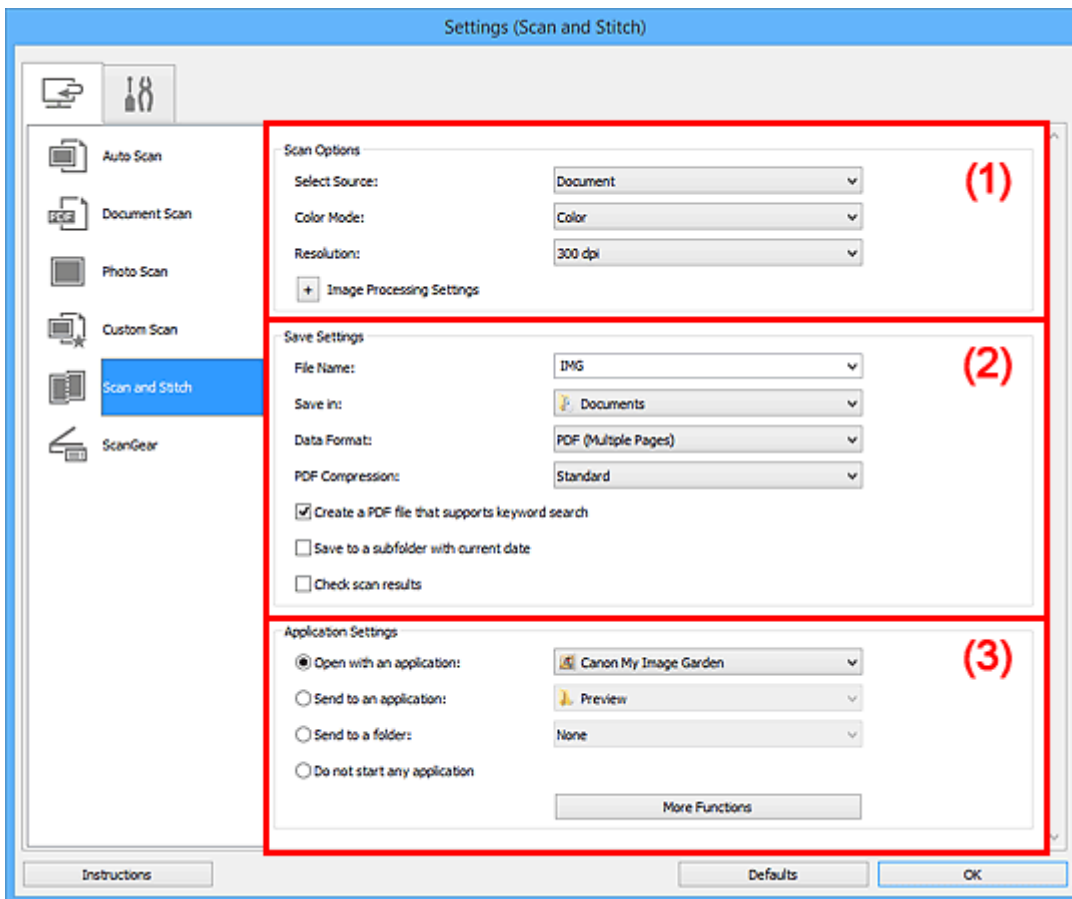 Settings (Scan and Stitch)
Auto Scan
PDF
Document Scan
Photo Scan
Custom Scan
Scan and Stitch
ScanGear
Scan Options
(1)
Select Source: Document
Color Mode: Color
Resolution: 300 dpi
+ Image Processing Settings
Save Settings
(2)
File Name: IMG
Save in: Documents
Data Format: PDF (Multiple Pages)
PDF Compression: Standard
Create a PDF file that supports keyword search
Save to a subfolder with current date
Check scan results
Application Settings
(3)
Open with an application: Canon My Image Garden
Send to an application: Preview
Send to a folder: None
Do not start any application
More Functions
Instructions Defaults OK